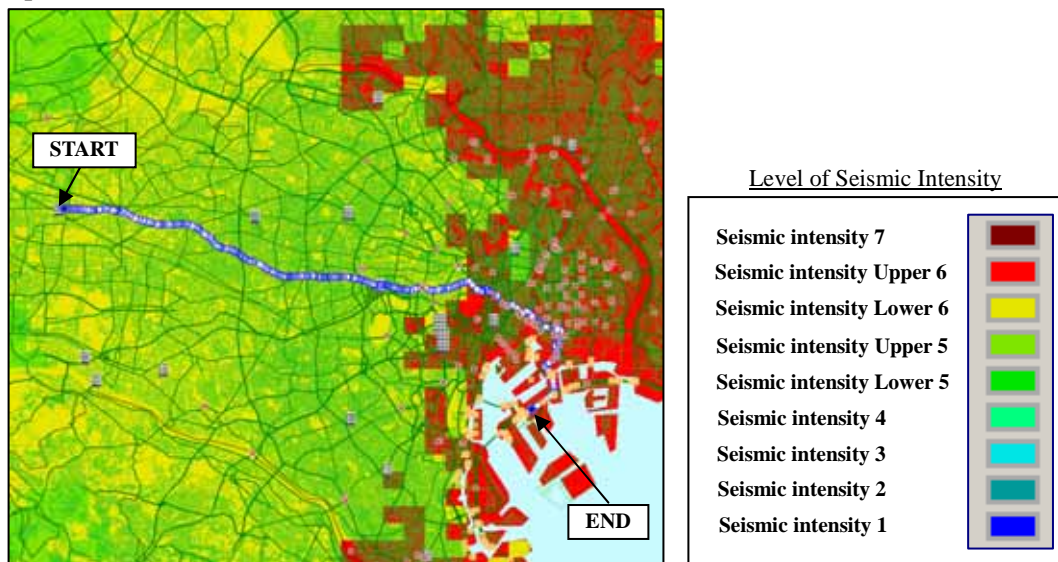 START
END
Level of Seismic Intensity
Seismic intensity 7
Seismic intensity Upper 6
Seismic intensity Lower 6
Seismic intensity Upper 5
Seismic intensity Lower 5
Seismic intensity 4
Seismic intensity 3
Seismic intensity 2
Seismic intensity 1